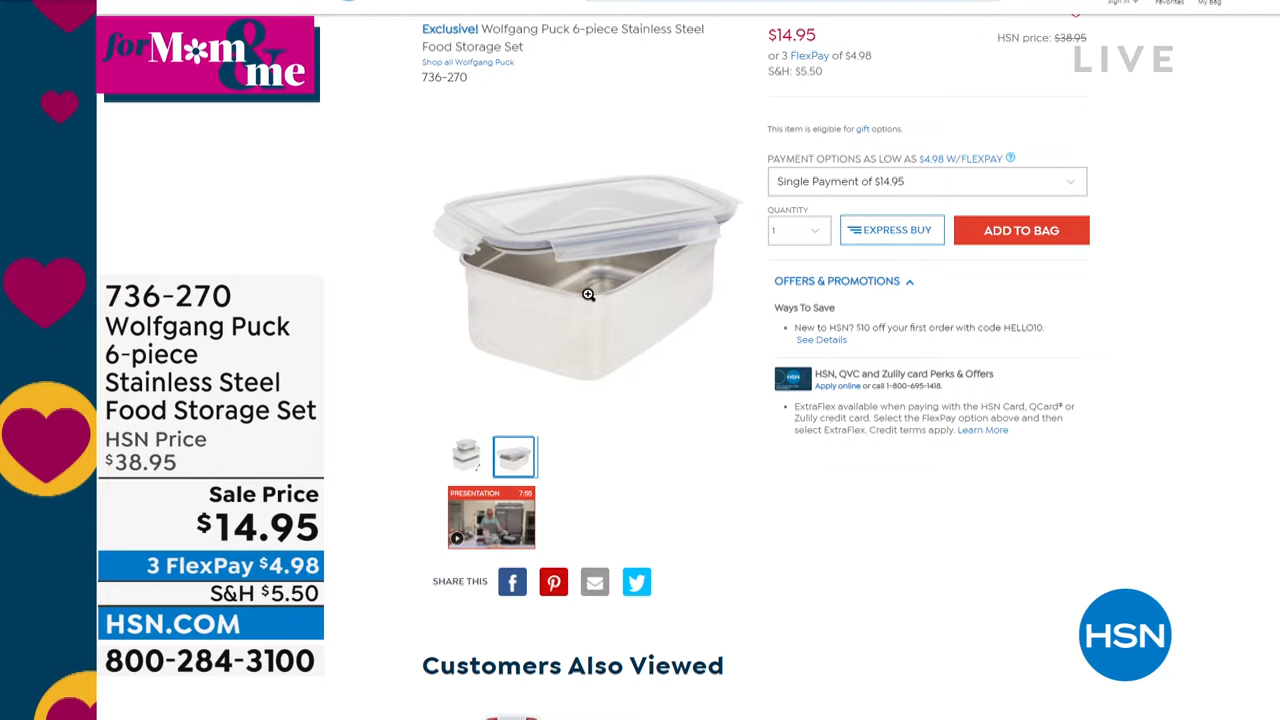 Sign in
Favorites
My Bag
for Mom & me
Exclusive! Wolfgang Puck 6-piece Stainless Steel
Food Storage Set
Shop all Wolfgang Puck
736-270
$14.95
HSN price: $38.95
or 3 FlexPay of $4.98
S&H: $5.50
LIVE
This item is eligible for gift options.
PAYMENT OPTIONS AS LOW AS $4.98 W/FLEXPAY ?
Single Payment of $14.95
QUANTITY
1
EXPRESS BUY
ADD TO BAG
OFFERS & PROMOTIONS
Ways To Save
• New to HSN? $10 off your first order with code HELLO10.
See Details
HSN
HSN, QVC and Zulily card Perks & Offers
Apply online or call 1-800-695-1418.
• ExtraFlex available when paying with the HSN Card, QCard® or
Zulily credit card. Select the FlexPay option above and then
select ExtraFlex. Credit terms apply. Learn More
PRESENTATION 7:56
SHARE THIS
Customers Also Viewed
736-270
Wolfgang Puck
6-piece
Stainless Steel
Food Storage Set
HSN Price
$38.95
Sale Price
$14.95
3 FlexPay $4.98
S&H $5.50
HSN.COM
800-284-3100
HSN